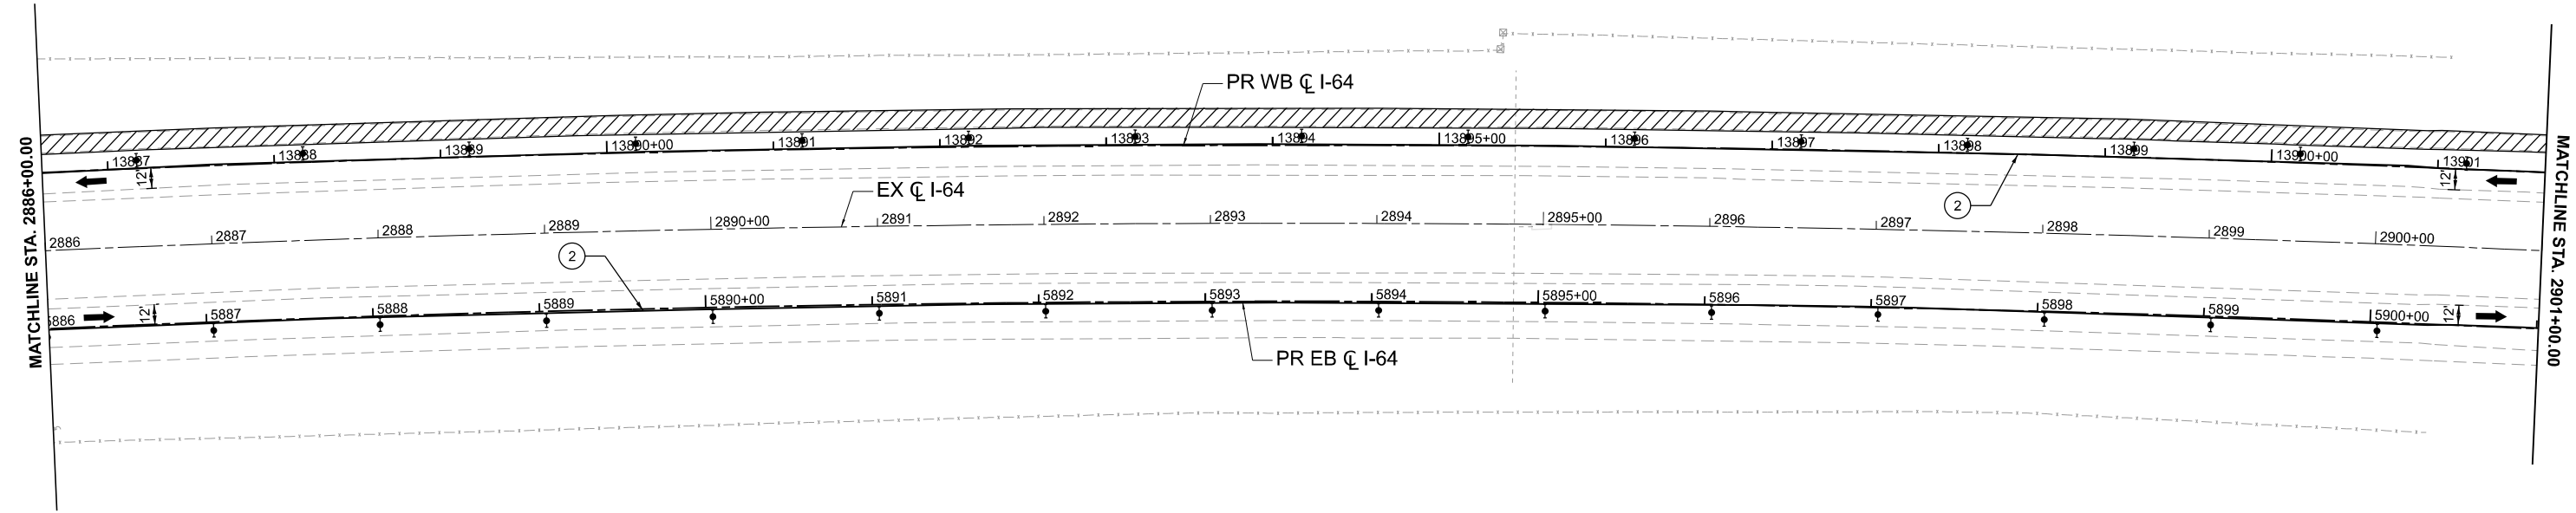 MATCHLINE STA. 2886+00.00
PR WB CL I-64
13887 13888 13889 13890+00 13891 13892 13893 13894 13895+00 13896 13897 13898 13899 13900+00 13901
12' 12'
EX CL I-64
2
2886 2887 2888 2889 2890+00 2891 2892 2893 2894 2895+00 2896 2897 2898 2899 2900+00
2
5886 5887 5888 5889 5890+00 5891 5892 5893 5894 5895+00 5896 5897 5898 5899 5900+00
12' 12'
PR EB CL I-64
MATCHLINE STA. 2901+00.00